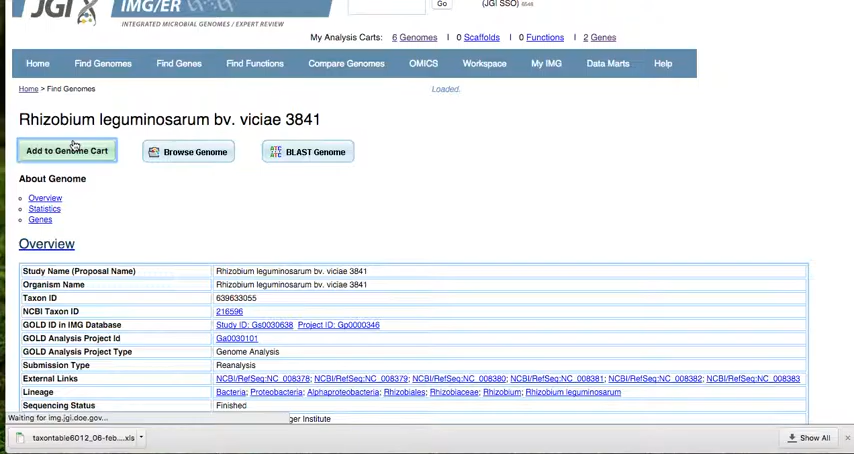 JGI IMG/ER
INTEGRATED MICROBIAL GENOMES / EXPERT REVIEW
Go
(JGI SSO)
My Analysis Carts: 6 Genomes | 0 Scaffolds | 0 Functions | 2 Genes
Home Find Genomes Find Genes Find Functions Compare Genomes OMICS Workspace My IMG Data Marts Help
Home > Find Genomes Loaded.
Rhizobium leguminosarum bv. viciae 3841
Add to Genome Cart Browse Genome BLAST Genome
About Genome
Overview
Statistics
Genes
Overview
Study Name (Proposal Name) Rhizobium leguminosarum bv. viciae 3841
Organism Name Rhizobium leguminosarum bv. viciae 3841
Taxon ID 639633055
NCBI Taxon ID 216596
GOLD ID in IMG Database Study ID: Gs0030638 Project ID: Gp0000346
GOLD Analysis Project Id Ga0030101
GOLD Analysis Project Type Genome Analysis
Submission Type Reanalysis
External Links NCBI/RefSeq:NC_008378; NCBI/RefSeq:NC_008379; NCBI/RefSeq:NC_008380; NCBI/RefSeq:NC_008381; NCBI/RefSeq:NC_008382; NCBI/RefSeq:NC_008383
Lineage Bacteria; Proteobacteria; Alphaproteobacteria; Rhizobiales; Rhizobiaceae; Rhizobium; Rhizobium leguminosarum
Sequencing Status Finished
Waiting for img.jgi.doe.gov... ger Institute
taxontable6012_06-feb....xls Show All